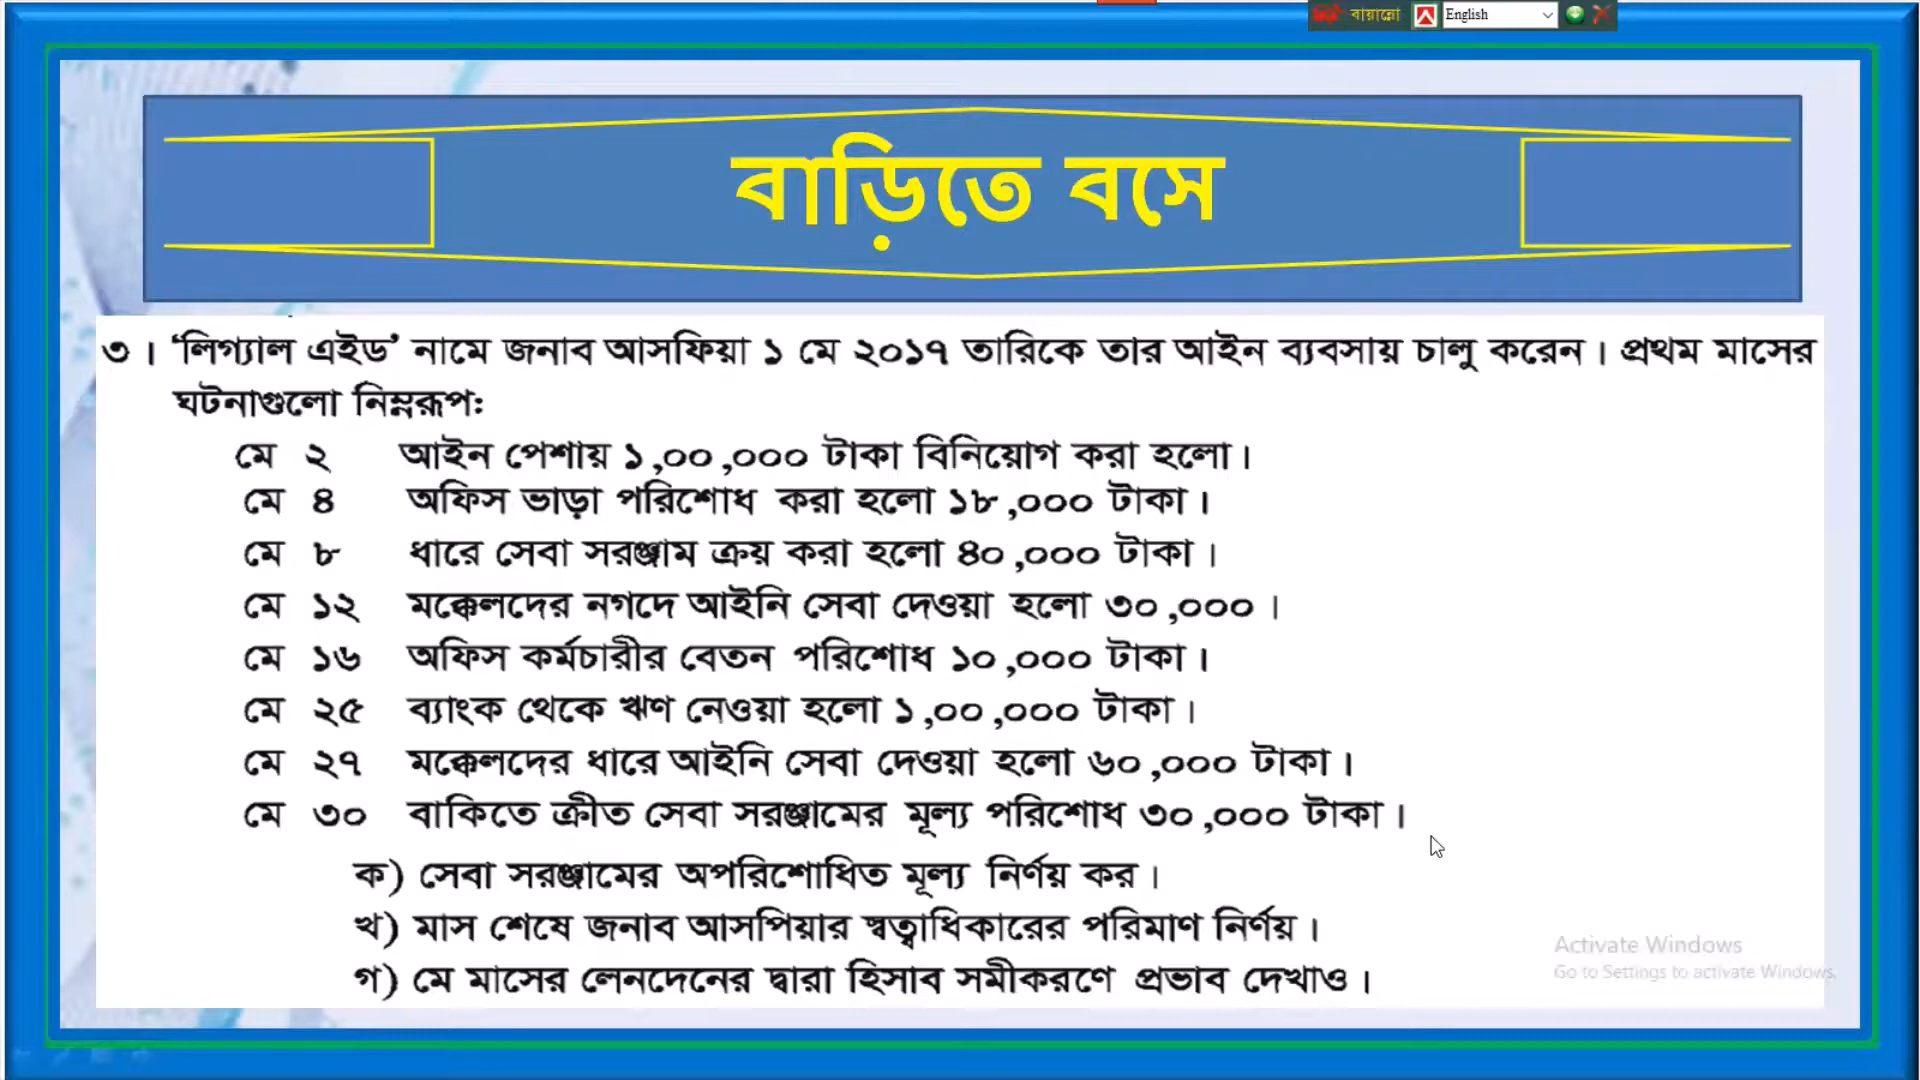 বায়ান্নো English
বাড়িতে বসে
৩। ‘লিগ্যাল এইড’ নামে জনাব আসফিয়া ১ মে ২০১৭ তারিকে তার আইন ব্যবসায় চালু করেন। প্রথম মাসের
ঘটনাগুলো নিম্নরূপঃ
মে ২ আইন পেশায় ১,০০,০০০ টাকা বিনিয়োগ করা হলো।
মে ৪ অফিস ভাড়া পরিশোধ করা হলো ১৮,০০০ টাকা।
মে ৮ ধারে সেবা সরঞ্জাম ক্রয় করা হলো ৪০,০০০ টাকা।
মে ১২ মক্কেলদের নগদে আইনি সেবা দেওয়া হলো ৩০,০০০।
মে ১৬ অফিস কর্মচারীর বেতন পরিশোধ ১০,০০০ টাকা।
মে ২৫ ব্যাংক থেকে ঋণ নেওয়া হলো ১,০০,০০০ টাকা।
মে ২৭ মক্কেলদের ধারে আইনি সেবা দেওয়া হলো ৬০,০০০ টাকা।
মে ৩০ বাকিতে ক্রীত সেবা সরঞ্জামের মূল্য পরিশোধ ৩০,০০০ টাকা।
ক) সেবা সরঞ্জামের অপরিশোধিত মূল্য নির্ণয় কর।
খ) মাস শেষে জনাব আসপিয়ার স্বত্বাধিকারের পরিমাণ নির্ণয়।
গ) মে মাসের লেনদেনের দ্বারা হিসাব সমীকরণে প্রভাব দেখাও।
Activate Windows
Go to Settings to activate Windows.